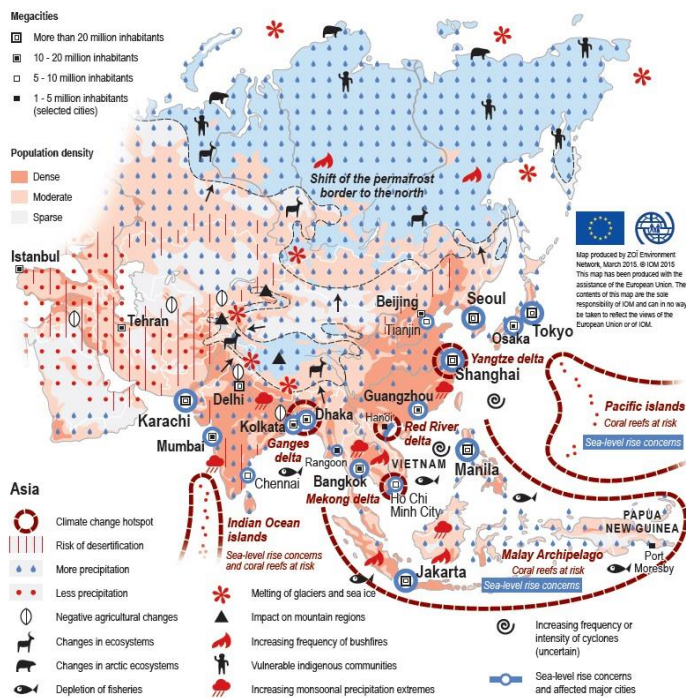 Megacities
More than 20 million inhabitants
10 - 20 million inhabitants
5 - 10 million inhabitants
1 - 5 million inhabitants
(selected cities)
Population density
Dense
Moderate
Sparse
Shift of the permafrost
border to the north
Map produced by ZOÏ Environment
Network, March 2015. © IOM 2015
This map has been produced with the
assistance of the European Union. The
contents of this map are the sole
responsibility of IOM and can in no way
be taken to reflect the views of the
European Union or of IOM.
Istanbul
Tehran
Beijing
Tianjin
Seoul
Osaka
Tokyo
Yangtze delta
Shanghai
Delhi
Karachi
Mumbai
Kolkata
Dhaka
Ganges
delta
Guangzhou
Hanoi
Red River
delta
Rangoon
VIETNAM
Bangkok
Manila
Chennai
Mekong delta
Ho Chi
Minh City
Pacific islands
Coral reefs at risk
Sea-level rise concerns
Indian Ocean
islands
Sea-level rise concerns
and coral reefs at risk
PAPUA
NEW GUINEA
Port
Moresby
Malay Archipelago
Coral reefs at risk
Sea-level rise concerns
Jakarta
Asia
Climate change hotspot
Risk of desertification
More precipitation
Less precipitation
Negative agricultural changes
Changes in ecosystems
Changes in arctic ecosystems
Depletion of fisheries
Melting of glaciers and sea ice
Impact on mountain regions
Increasing frequency of bushfires
Vulnerable indigenous communities
Increasing monsoonal precipitation extremes
Increasing frequency or
intensity of cyclones
(uncertain)
Sea-level rise concerns
and affected major cities